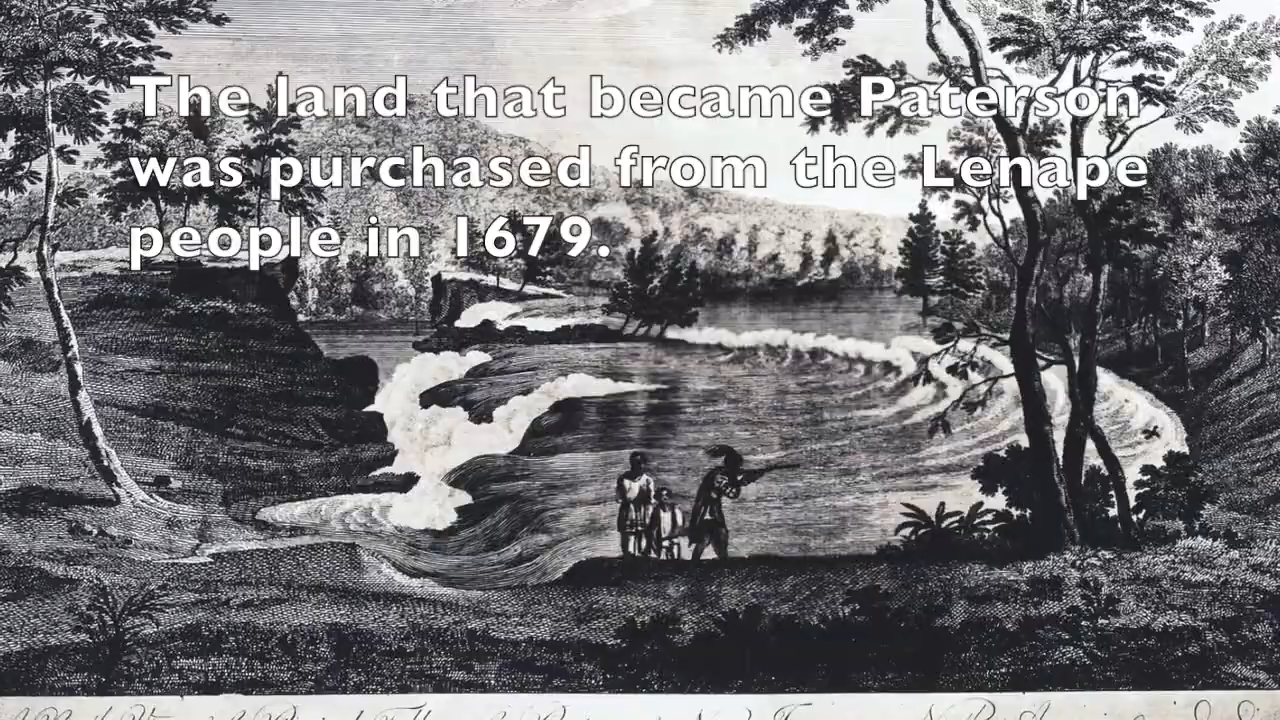 The land that became Paterson
was purchased from the Lenape
people in 1679.